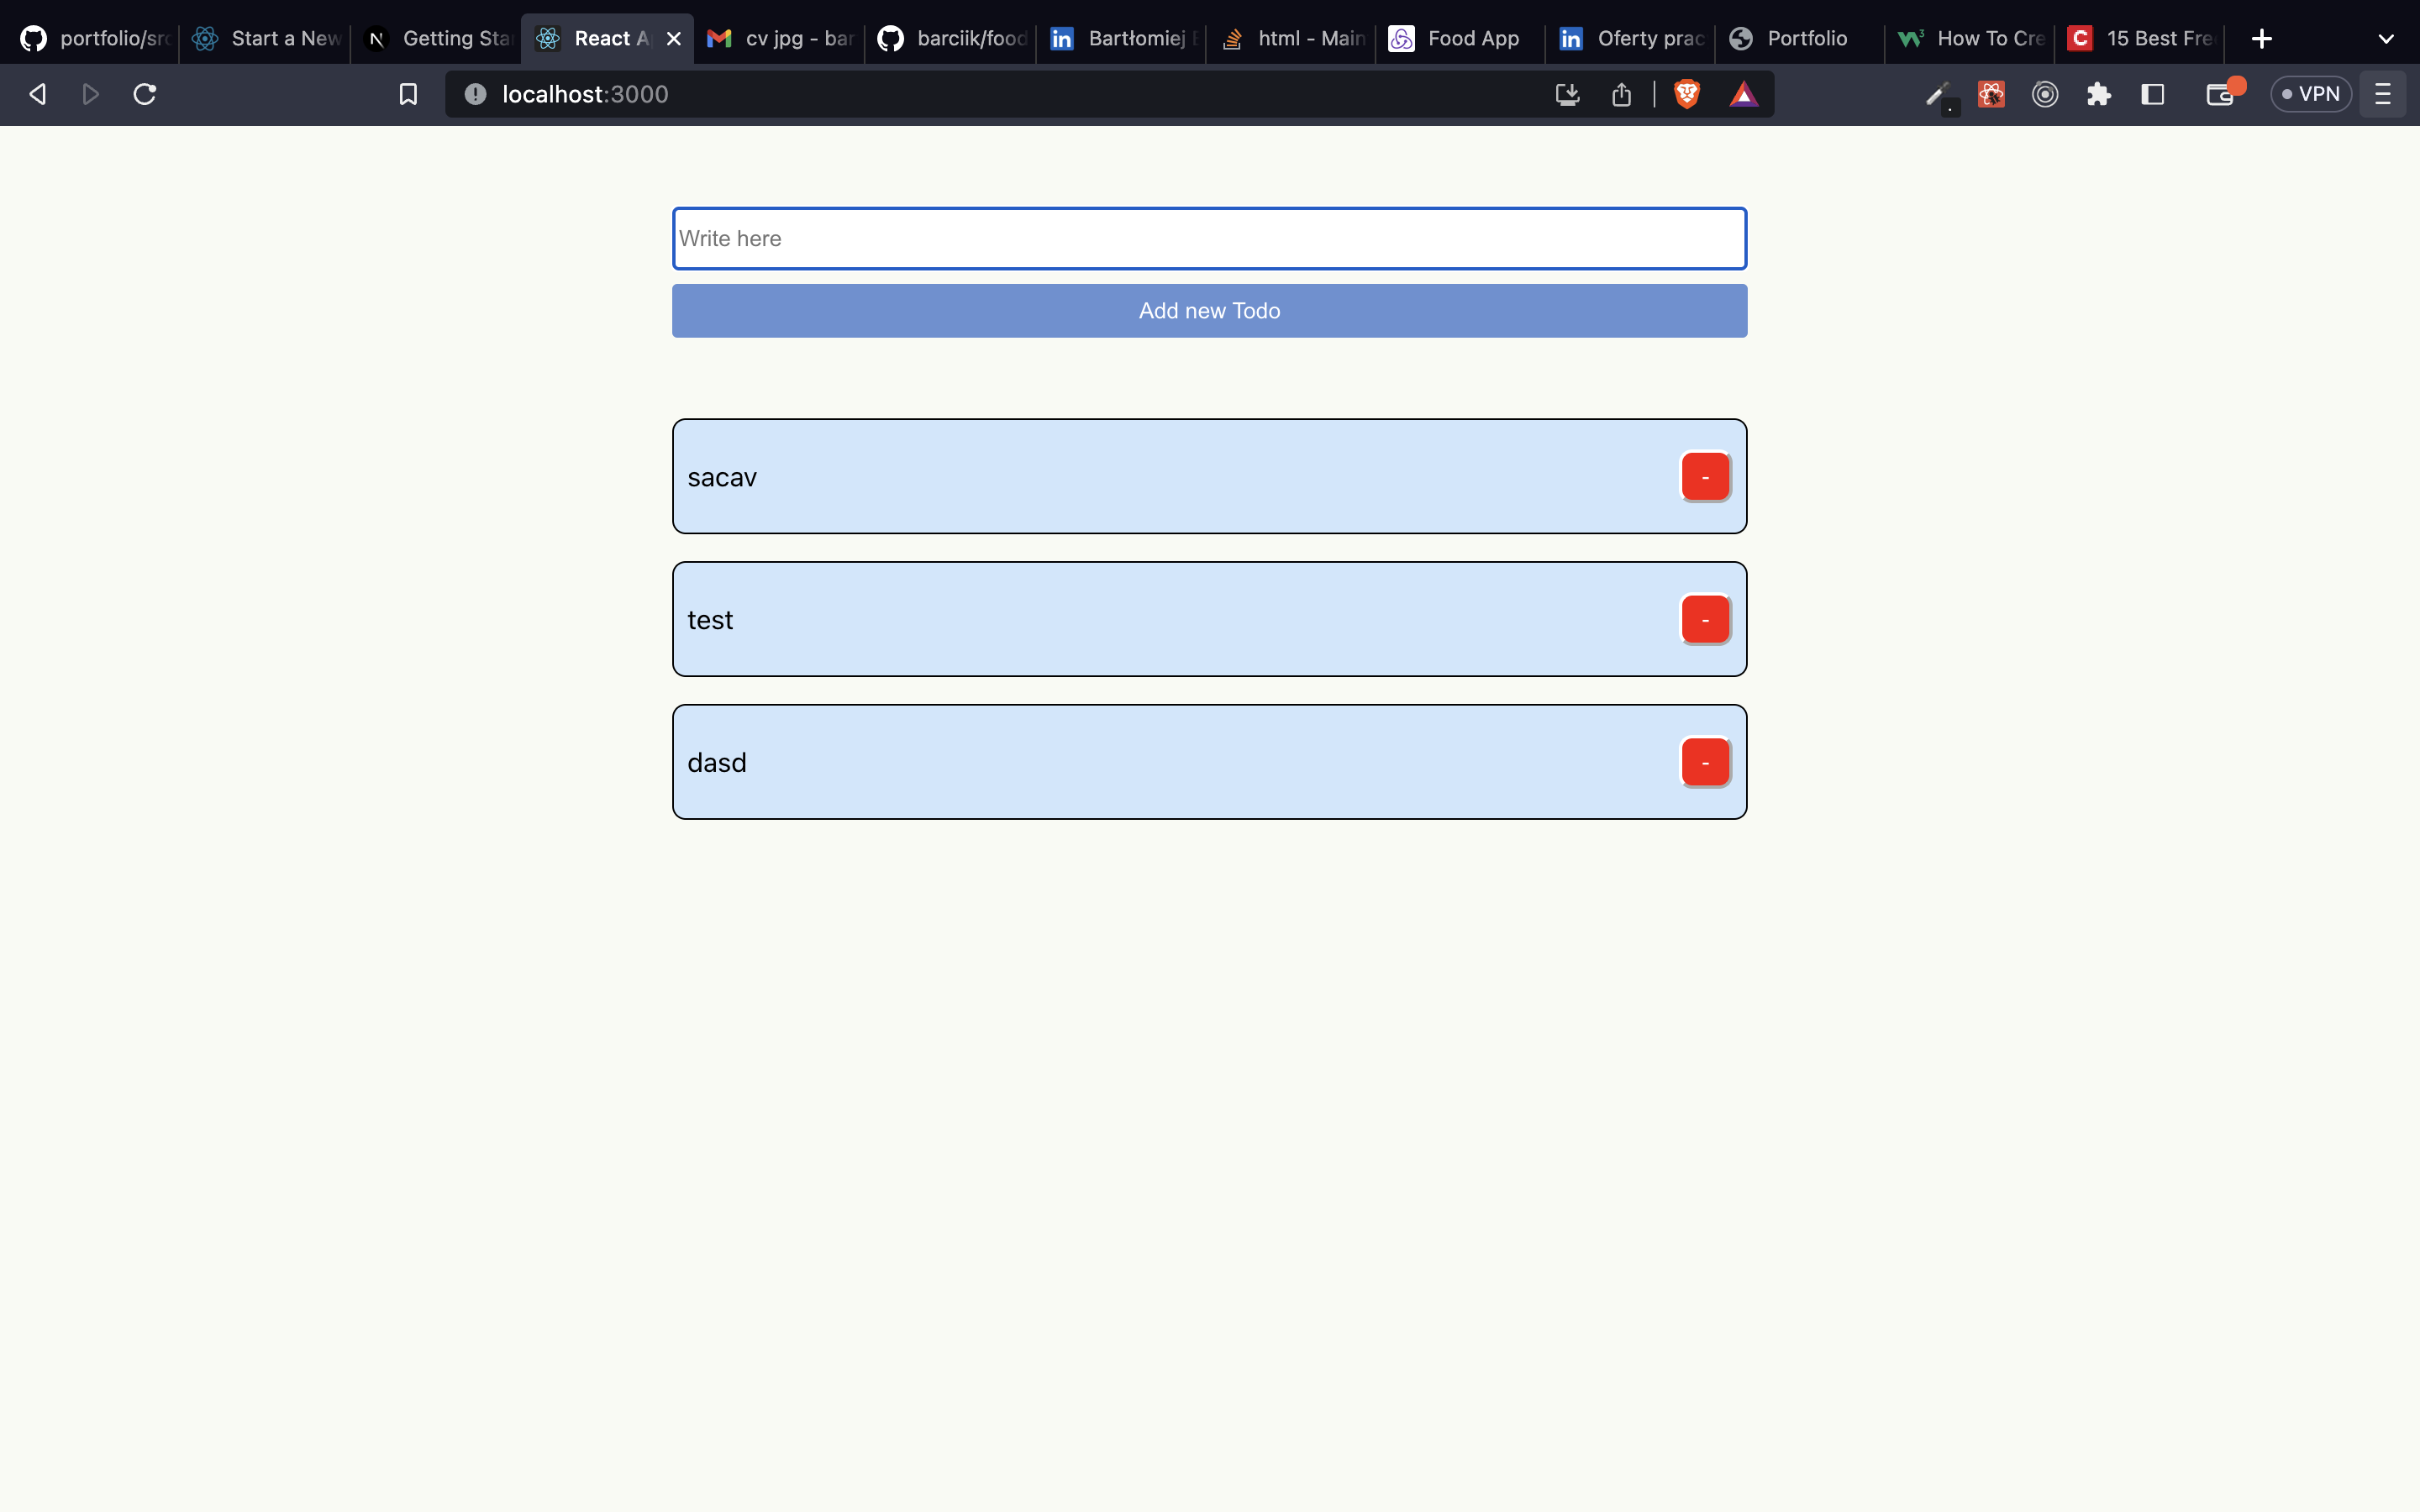 portfolio/src
Start a New
Getting Star
React A
cv jpg - bar
barciik/food
Bartłomiej
html - Main
Food App
Oferty prac
Portfolio
How To Cre
15 Best Fre
localhost:3000
VPN
Write here
Add new Todo
sacav
-
test
-
dasd
-